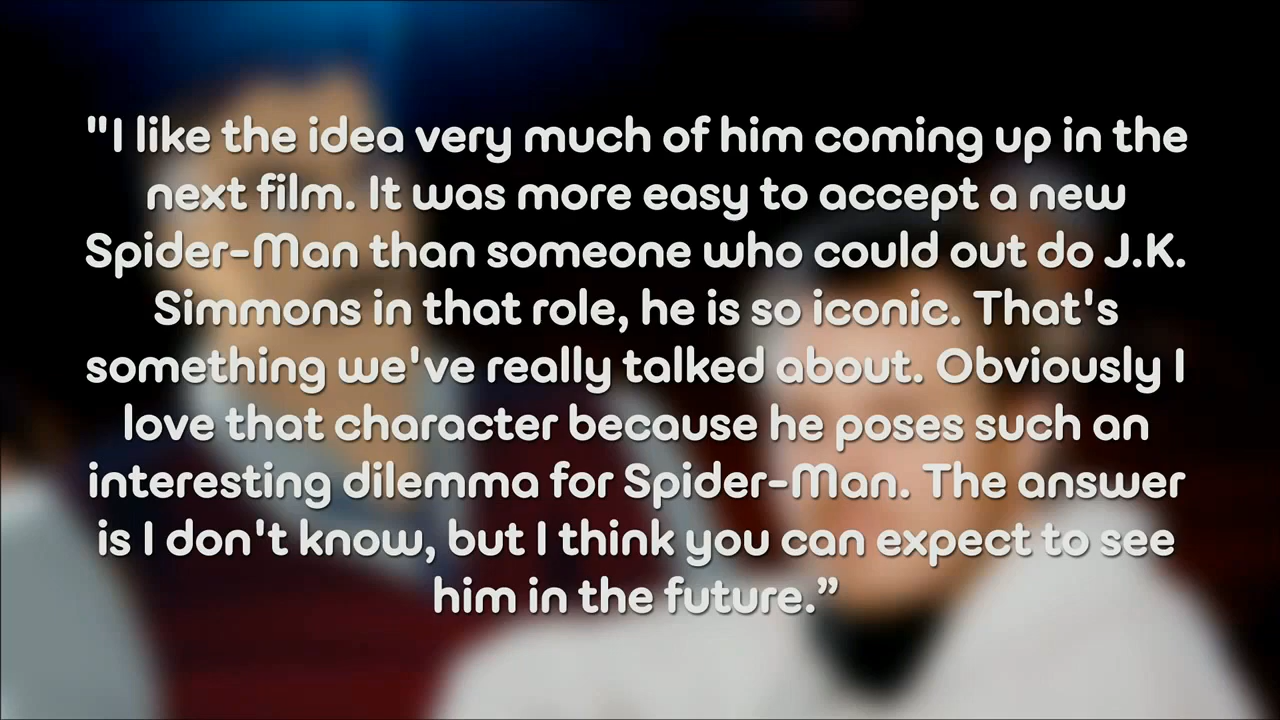 "I like the idea very much of him coming up in the
next film. It was more easy to accept a new
Spider-Man than someone who could out do J.K.
Simmons in that role, he is so iconic. That's
something we've really talked about. Obviously I
love that character because he poses such an
interesting dilemma for Spider-Man. The answer
is I don't know, but I think you can expect to see
him in the future.”